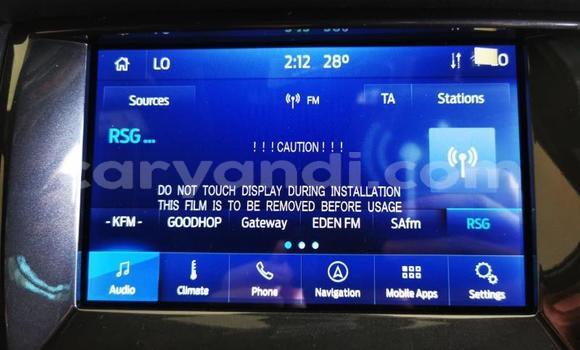 LO 2:12 28° LO
Sources FM TA Stations
RSG ...
!!!CAUTION!!!
caryandi.com
DO NOT TOUCH DISPLAY DURING INSTALLATION
THIS FILM IS TO BE REMOVED BEFORE USAGE
- KFM - GOODHOP Gateway EDEN FM SAfm RSG
Audio Climate Phone Navigation Mobile Apps Settings